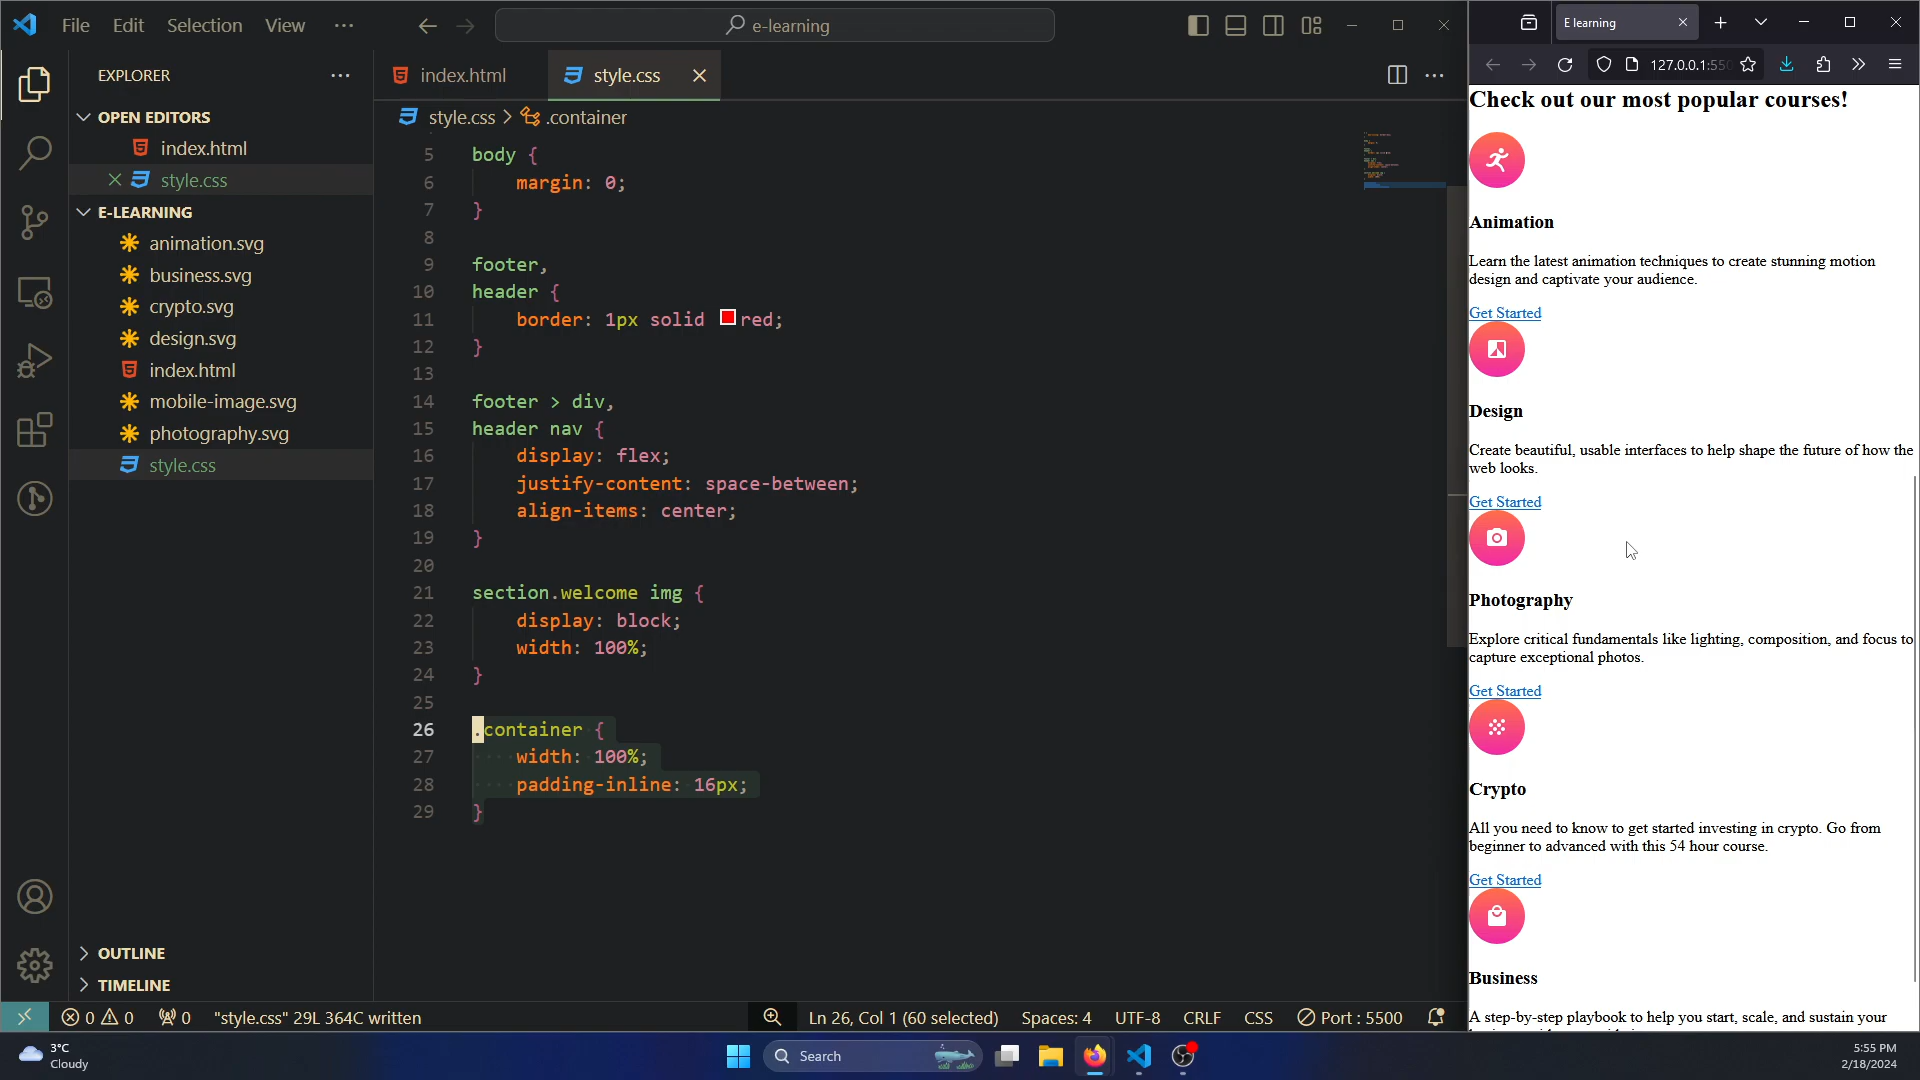 File Edit Selection View ···
e-learning
EXPLORER
OPEN EDITORS
index.html
style.css
E-LEARNING
animation.svg
business.svg
crypto.svg
design.svg
index.html
mobile-image.svg
photography.svg
style.css
OUTLINE
TIMELINE
index.html
style.css
style.css > .container
5 body {
6 margin: 0;
7 }
8
9 footer,
10 header {
11 border: 1px solid red;
12 }
13
14 footer > div,
15 header nav {
16 display: flex;
17 justify-content: space-between;
18 align-items: center;
19 }
20
21 section.welcome img {
22 display: block;
23 width: 100%;
24 }
25
26 .container {
27 width: 100%;
28 padding-inline: 16px;
29 }
0 0 0 "style.css" 29L 364C written
Ln 26, Col 1 (60 selected) Spaces: 4 UTF-8 CRLF CSS Port : 5500
E learning
127.0.0.1:550
Check out our most popular courses!
Animation
Learn the latest animation techniques to create stunning motion
design and captivate your audience.
Get Started
Design
Create beautiful, usable interfaces to help shape the future of how the
web looks.
Get Started
Photography
Explore critical fundamentals like lighting, composition, and focus to
capture exceptional photos.
Get Started
Crypto
All you need to know to get started investing in crypto. Go from
beginner to advanced with this 54 hour course.
Get Started
Business
A step-by-step playbook to help you start, scale, and sustain your
3°C
Cloudy
Search
5:55 PM
2/18/2024